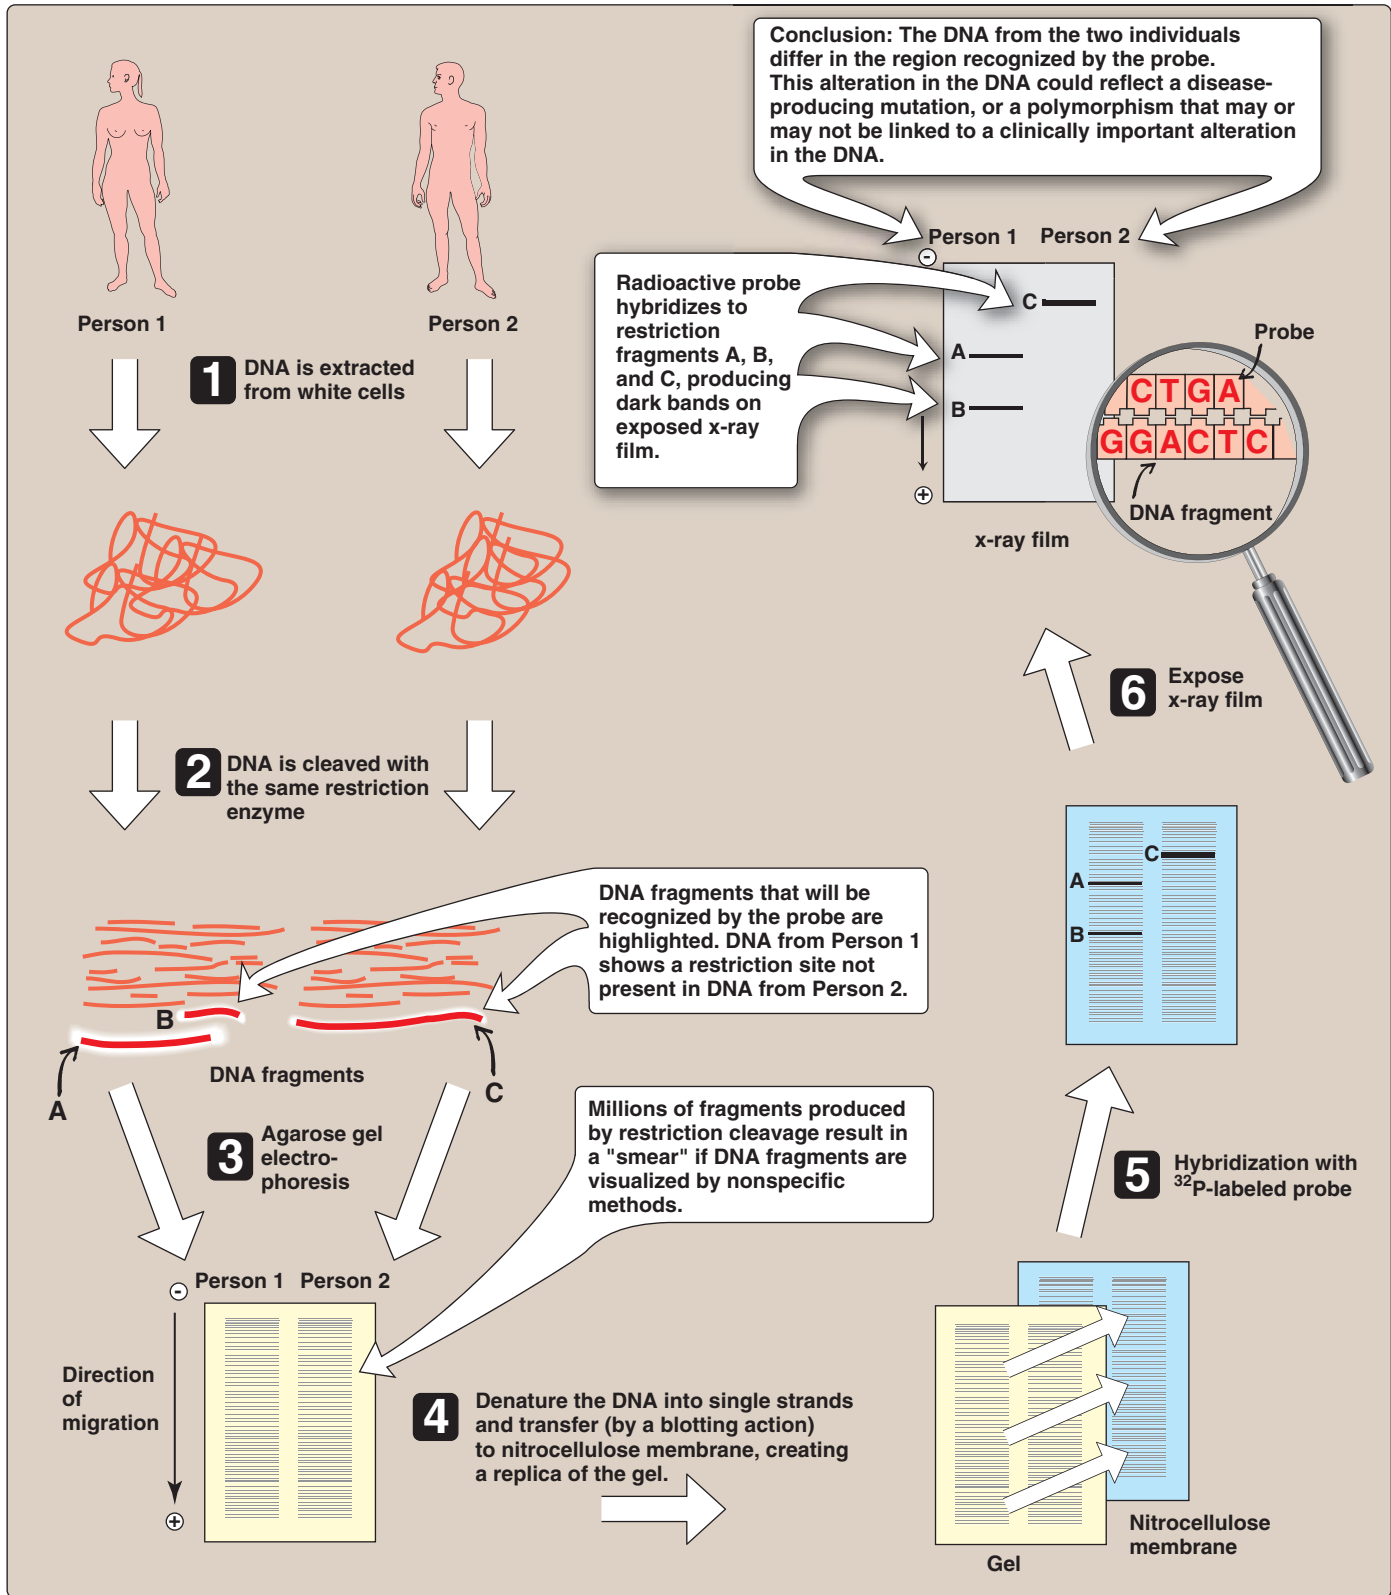 Conclusion: The DNA from the two individuals
differ in the region recognized by the probe.
This alteration in the DNA could reflect a disease-
producing mutation, or a polymorphism that may or
may not be linked to a clinically important alteration
in the DNA.
Person 1
Person 2
1
DNA is extracted
from white cells
Person 1 Person 2
-
Radioactive probe
hybridizes to
restriction
fragments A, B,
and C, producing
dark bands on
exposed x-ray
film.
C
A
B
+
x-ray film
Probe
CTGA
GGACTC
DNA fragment
2
DNA is cleaved with
the same restriction
enzyme
6
Expose
x-ray film
DNA fragments that will be
recognized by the probe are
highlighted. DNA from Person 1
shows a restriction site not
present in DNA from Person 2.
B
A
C
DNA fragments
C
A
B
3
Agarose gel
electro-
phoresis
Millions of fragments produced
by restriction cleavage result in
a "smear" if DNA fragments are
visualized by nonspecific
methods.
5
Hybridization with
32P-labeled probe
-
Person 1 Person 2
Direction
of
migration
+
4
Denature the DNA into single strands
and transfer (by a blotting action)
to nitrocellulose membrane, creating
a replica of the gel.
Gel
Nitrocellulose
membrane